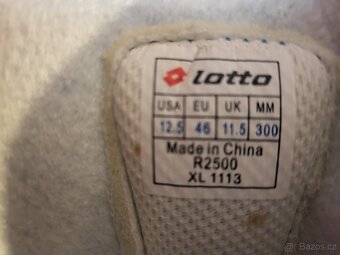 lotto
USA EU UK MM
12.5 46 11.5 300
Made in China
R2500
XL 1113
Bazos.cz